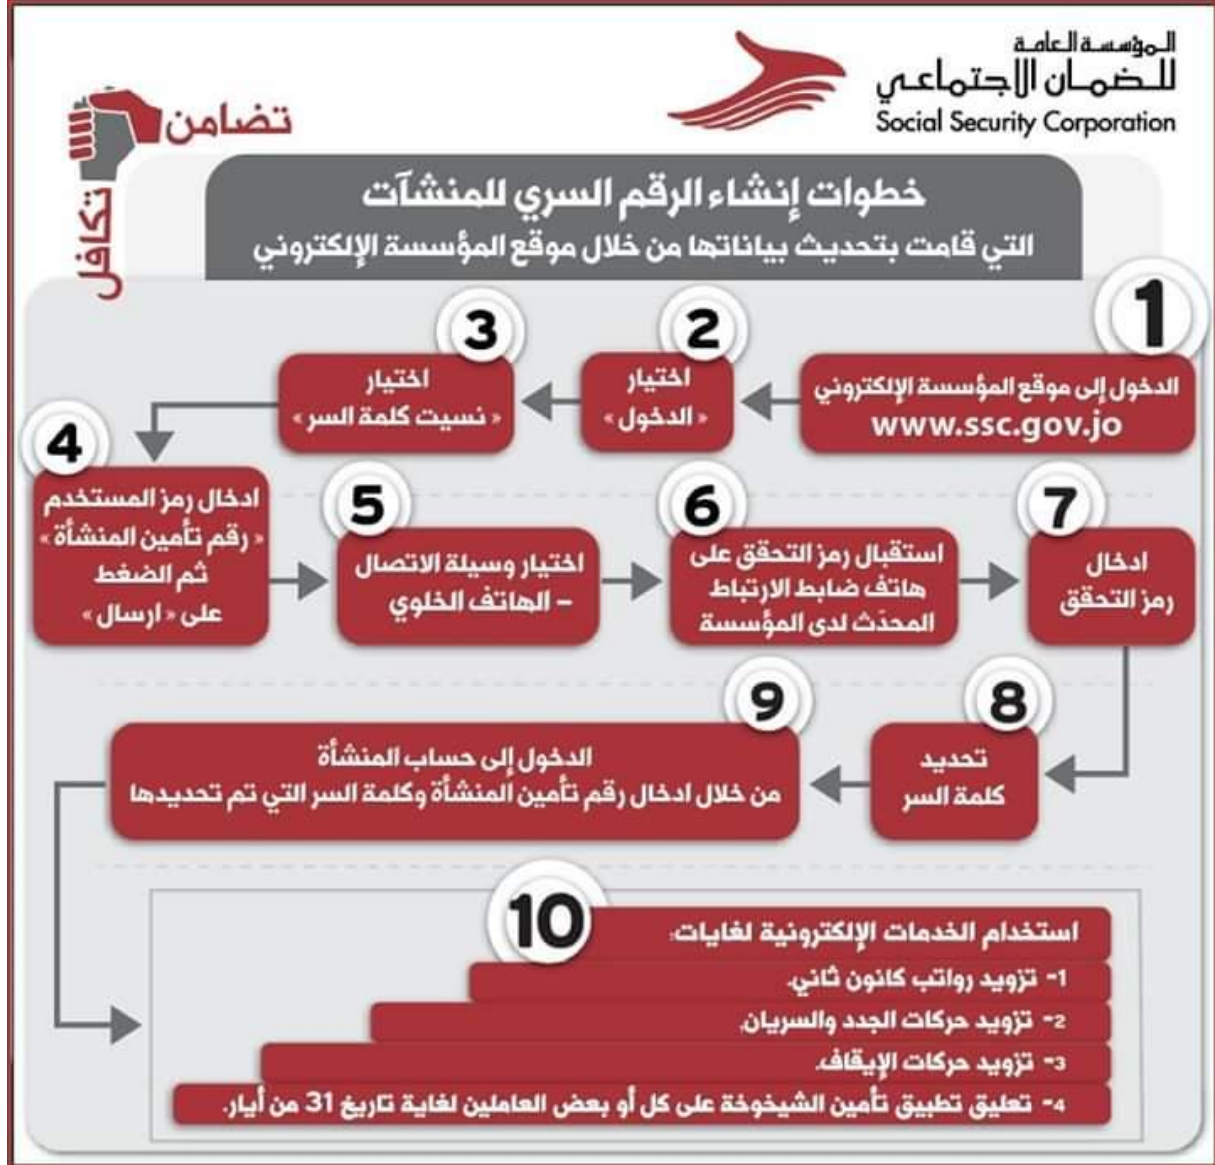 المؤسسة العامة
للضمان الاجتماعي
Social Security Corporation
تضامن
تكافل
خطوات إنشاء الرقم السري للمنشآت
التي قامت بتحديث بياناتها من خلال موقع المؤسسة الإلكتروني
1
الدخول إلى موقع المؤسسة الإلكتروني
www.ssc.gov.jo
2
اختيار
« الدخول »
3
اختيار
« نسيت كلمة السر »
4
ادخال رمز المستخدم
« رقم تأمين المنشأة »
ثم الضغط
على « ارسال »
5
اختيار وسيلة الاتصال
– الهاتف الخلوي
6
استقبال رمز التحقق على
هاتف ضابط الارتباط
المحدَث لدى المؤسسة
7
ادخال
رمز التحقق
8
تحديد
كلمة السر
9
الدخول إلى حساب المنشأة
من خلال ادخال رقم تأمين المنشأة وكلمة السر التي تم تحديدها
10
استخدام الخدمات الإلكترونية لغايات:
1- تزويد رواتب كانون ثاني.
2- تزويد حركات الجدد والسريان.
3- تزويد حركات الإيقاف.
4- تعليق تطبيق تأمين الشيخوخة على كل أو بعض العاملين لغاية تاريخ 31 من أيار.